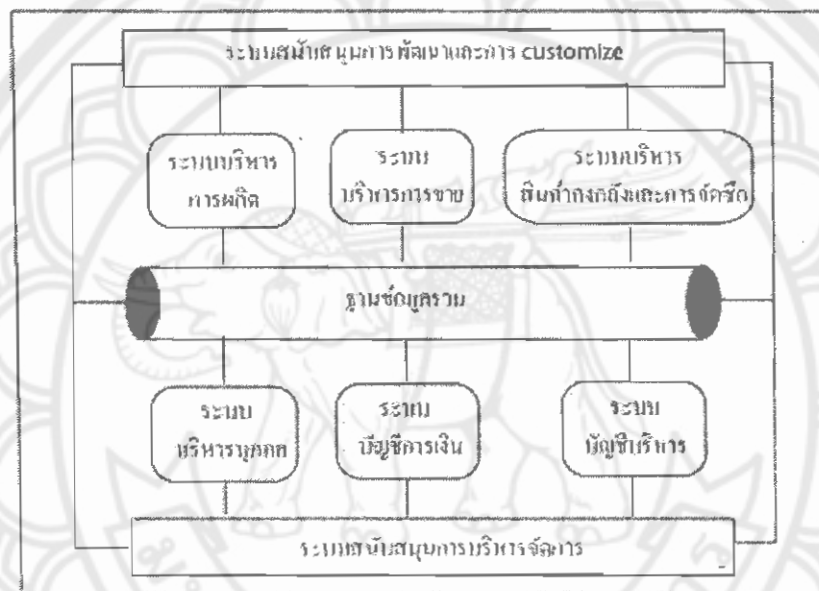 ระบบสนับสนุนการพัฒนาและการ customize
ระบบบริหาร
การผลิต
ระบบ
บริหารการขาย
ระบบบริหาร
สินค้าคงคลังและการจัดซื้อ
ฐานข้อมูลรวม
ระบบ
บริหารบุคคล
ระบบ
บัญชีการเงิน
ระบบ
บัญชีบริหาร
ระบบสนับสนุนการบริหารจัดการ